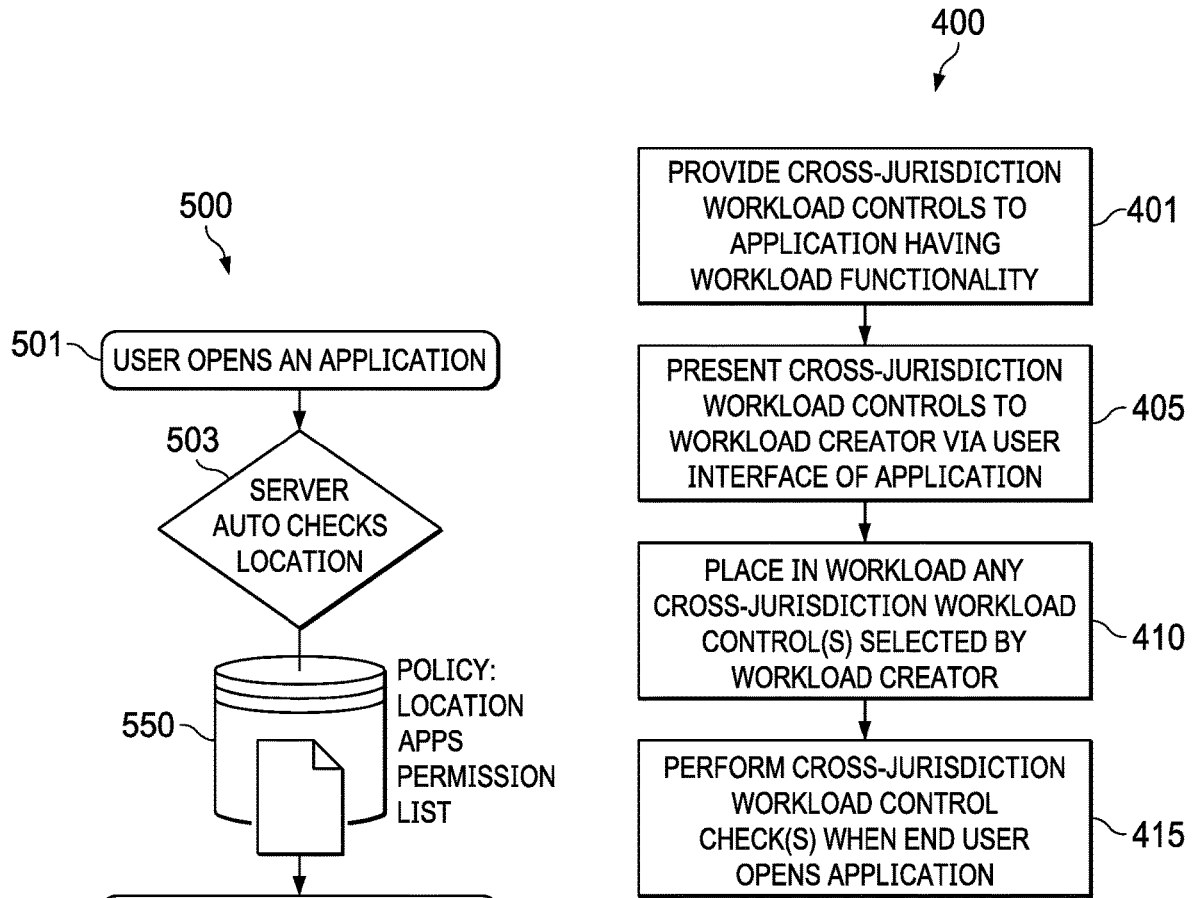 500
501
USER OPENS AN APPLICATION
503
SERVER
AUTO CHECKS
LOCATION
550
POLICY:
LOCATION
APPS
PERMISSION
LIST
400
PROVIDE CROSS-JURISDICTION
WORKLOAD CONTROLS TO
APPLICATION HAVING
WORKLOAD FUNCTIONALITY
401
PRESENT CROSS-JURISDICTION
WORKLOAD CONTROLS TO
WORKLOAD CREATOR VIA USER
INTERFACE OF APPLICATION
405
PLACE IN WORKLOAD ANY
CROSS-JURISDICTION WORKLOAD
CONTROL(S) SELECTED BY
WORKLOAD CREATOR
410
PERFORM CROSS-JURISDICTION
WORKLOAD CONTROL
CHECK(S) WHEN END USER
OPENS APPLICATION
415